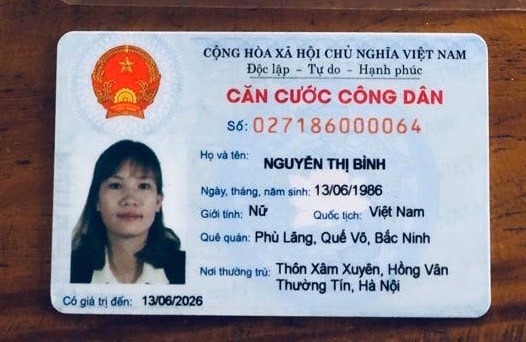 CỘNG HÒA XÃ HỘI CHỦ NGHĨA VIỆT NAM
Độc lập - Tự do - Hạnh phúc
CĂN CƯỚC CÔNG DÂN
Số: 027186000064
Họ và tên: NGUYỄN THỊ BÌNH
Ngày, tháng, năm sinh: 13/06/1986
Giới tính: Nữ Quốc tịch: Việt Nam
Quê quán: Phù Lãng, Quế Võ, Bắc Ninh
Nơi thường trú: Thôn Xâm Xuyên, Hồng Vân
Thường Tín, Hà Nội
Có giá trị đến: 13/06/2026